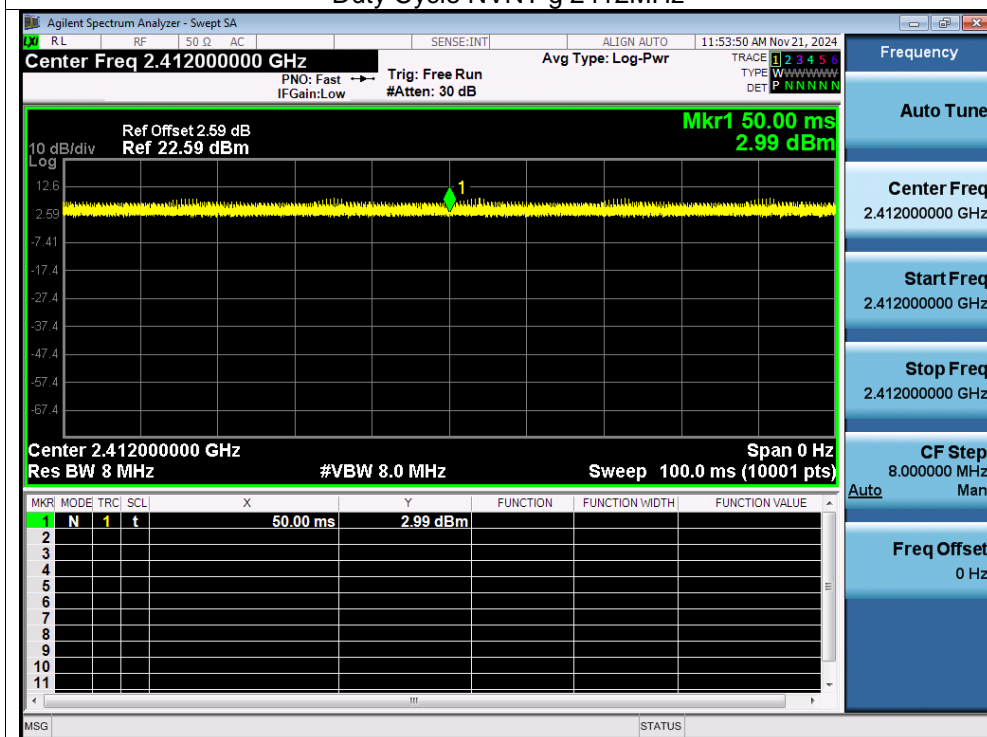 Duty Cycle NVNT g 2412MHz
Agilent Spectrum Analyzer - Swept SA
LXI RL RF 50 Ω AC SENSE:INT ALIGN AUTO 11:53:50 AM Nov 21, 2024
Center Freq 2.412000000 GHz Avg Type: Log-Pwr TRACE 1 2 3 4 5 6
PNO: Fast Trig: Free Run TYPE WWWWWW
IFGain:Low #Atten: 30 dB DET P N N N N N
Frequency
Auto Tune
Center Freq
2.412000000 GHz
Start Freq
2.412000000 GHz
Stop Freq
2.412000000 GHz
CF Step
8.000000 MHz
Auto Man
Freq Offset
0 Hz
Mkr1 50.00 ms
2.99 dBm
Ref Offset 2.59 dB
10 dB/div Ref 22.59 dBm
Log
12.6
1
2.59
-7.41
-17.4
-27.4
-37.4
-47.4
-57.4
-67.4
Center 2.412000000 GHz Span 0 Hz
Res BW 8 MHz #VBW 8.0 MHz Sweep 100.0 ms (10001 pts)
MKR MODE TRC SCL X Y FUNCTION FUNCTION WIDTH FUNCTION VALUE
1 N 1 t 50.00 ms 2.99 dBm
2
3
4
5
6
7
8
9
10
11
MSG STATUS